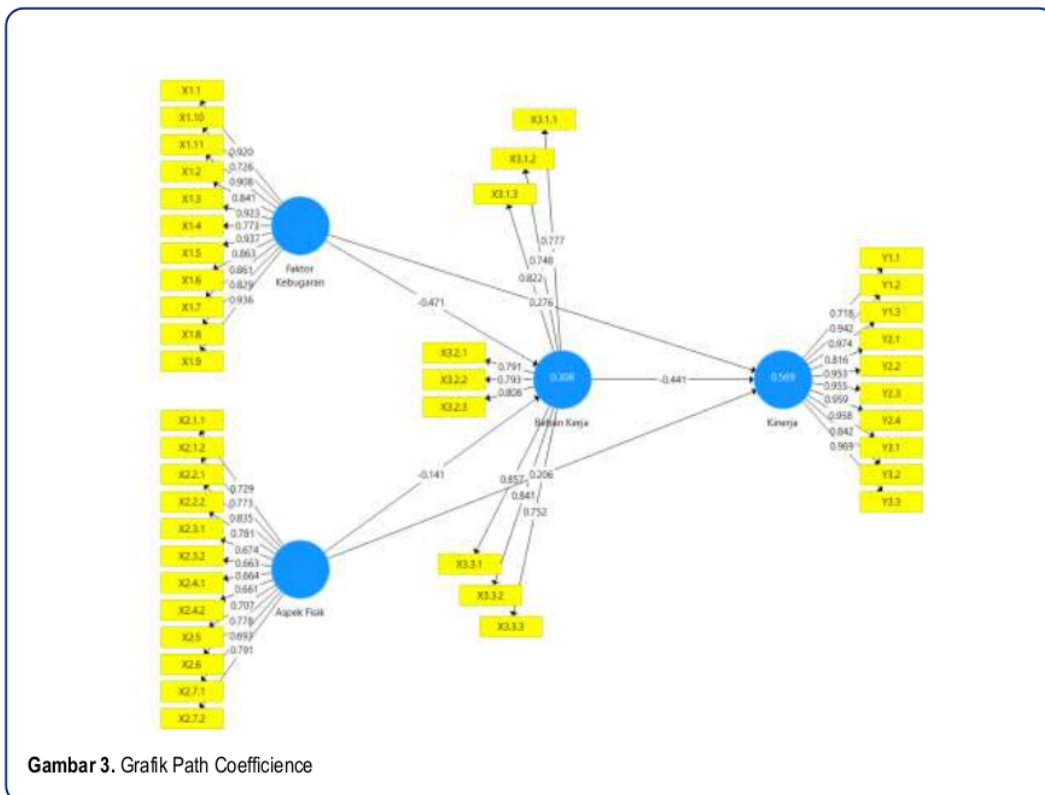 X1.1
X1.10
X1.11
X1.2
X1.3
X1.4
X1.5
X1.6
X1.7
X1.8
X1.9
0.920
0.726
0.908
0.841
0.923
0.773
0.937
0.863
0.861
0.829
0.936
Faktor
Kebugaran
X2.1.1
X2.1.2
X2.2.1
X2.2.2
X2.3.1
X2.3.2
X2.4.1
X2.4.2
X2.5
X2.6
X2.7.1
X2.7.2
0.729
0.773
0.835
0.781
0.674
0.663
0.664
0.661
0.707
0.778
0.693
0.791
Aspek Fisik
X3.1.1
X3.1.2
X3.1.3
0.777
0.748
0.822
0.276
-0.471
X3.2.1
X3.2.2
X3.2.3
0.791
0.793
0.808
Beban Kerja
-0.441
-0.141
0.206
0.857
0.841
0.752
X3.3.1
X3.3.2
X3.3.3
0.569
Kinerja
0.718
0.942
0.974
0.816
0.953
0.955
0.959
0.958
0.842
0.969
Y1.1
Y1.2
Y1.3
Y2.1
Y2.2
Y2.3
Y2.4
Y3.1
Y3.2
Y3.3
Gambar 3. Grafik Path Coefficience